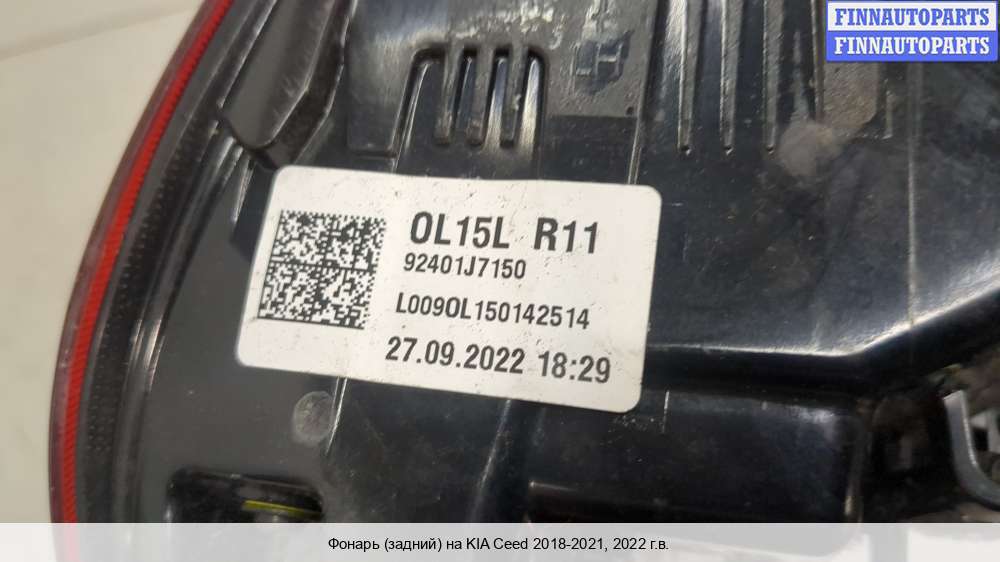 FINNAUTOPARTS
FINNAUTOPARTS
OL15L R11
92401J7150
L009OL150142514
27.09.2022 18:29
Фонарь (задний) на KIA Ceed 2018-2021, 2022 г.в.